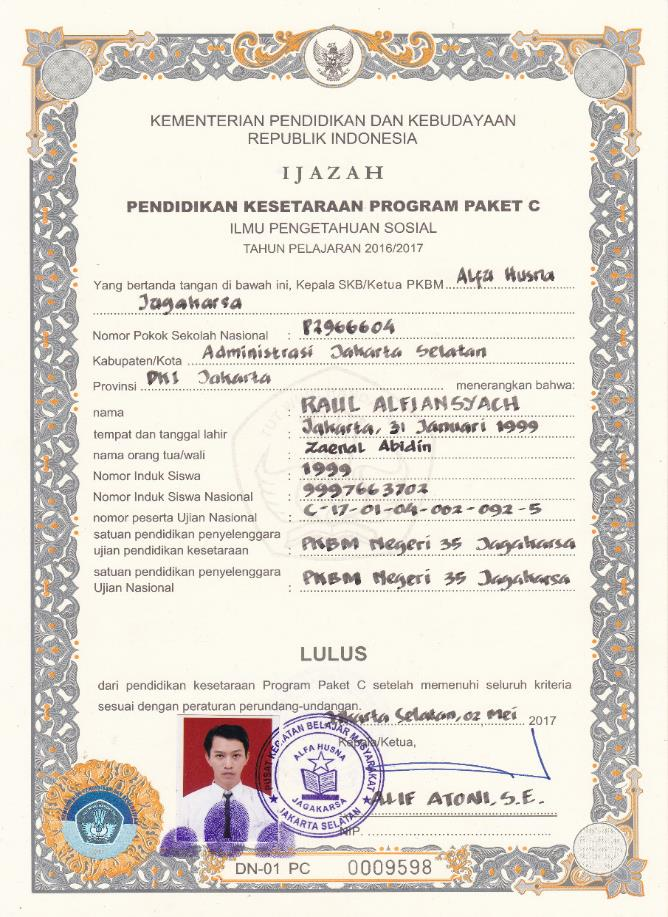 KEMENTERIAN PENDIDIKAN DAN KEBUDAYAAN
REPUBLIK INDONESIA
IJAZAH
PENDIDIKAN KESETARAAN PROGRAM PAKET C
ILMU PENGETAHUAN SOSIAL
TAHUN PELAJARAN 2016/2017
Yang bertanda tangan di bawah ini, Kepala SKB/Ketua PKBM Alfa Husna
Jagakarsa
Nomor Pokok Sekolah Nasional : P2966604
Kabupaten/Kota Administrasi Jakarta Selatan
Provinsi DKI Jakarta menerangkan bahwa:
nama : RAUL ALFIANSYACH
tempat dan tanggal lahir : Jakarta, 31 Januari 1999
nama orang tua/wali : Zaenal Abidin
Nomor Induk Siswa : 1999
Nomor Induk Siswa Nasional : 9997663702
nomor peserta Ujian Nasional : C-17-01-04-002-092-5
satuan pendidikan penyelenggara
ujian pendidikan kesetaraan : PKBM Negeri 35 Jagakarsa
satuan pendidikan penyelenggara
Ujian Nasional : PKBM Negeri 35 Jagakarsa
LULUS
dari pendidikan kesetaraan Program Paket C setelah memenuhi seluruh kriteria
sesuai dengan peraturan perundang-undangan.
Jakarta Selatan, 02 Mei 2017
Kepala/Ketua,
PUSAT KEGIATAN BELAJAR MASYARAKAT
ALFA HUSNA
JAGAKARSA
JAKARTA SELATAN
ALIF ATONI, S.E.
NIP.
DN-01 PC 0009598